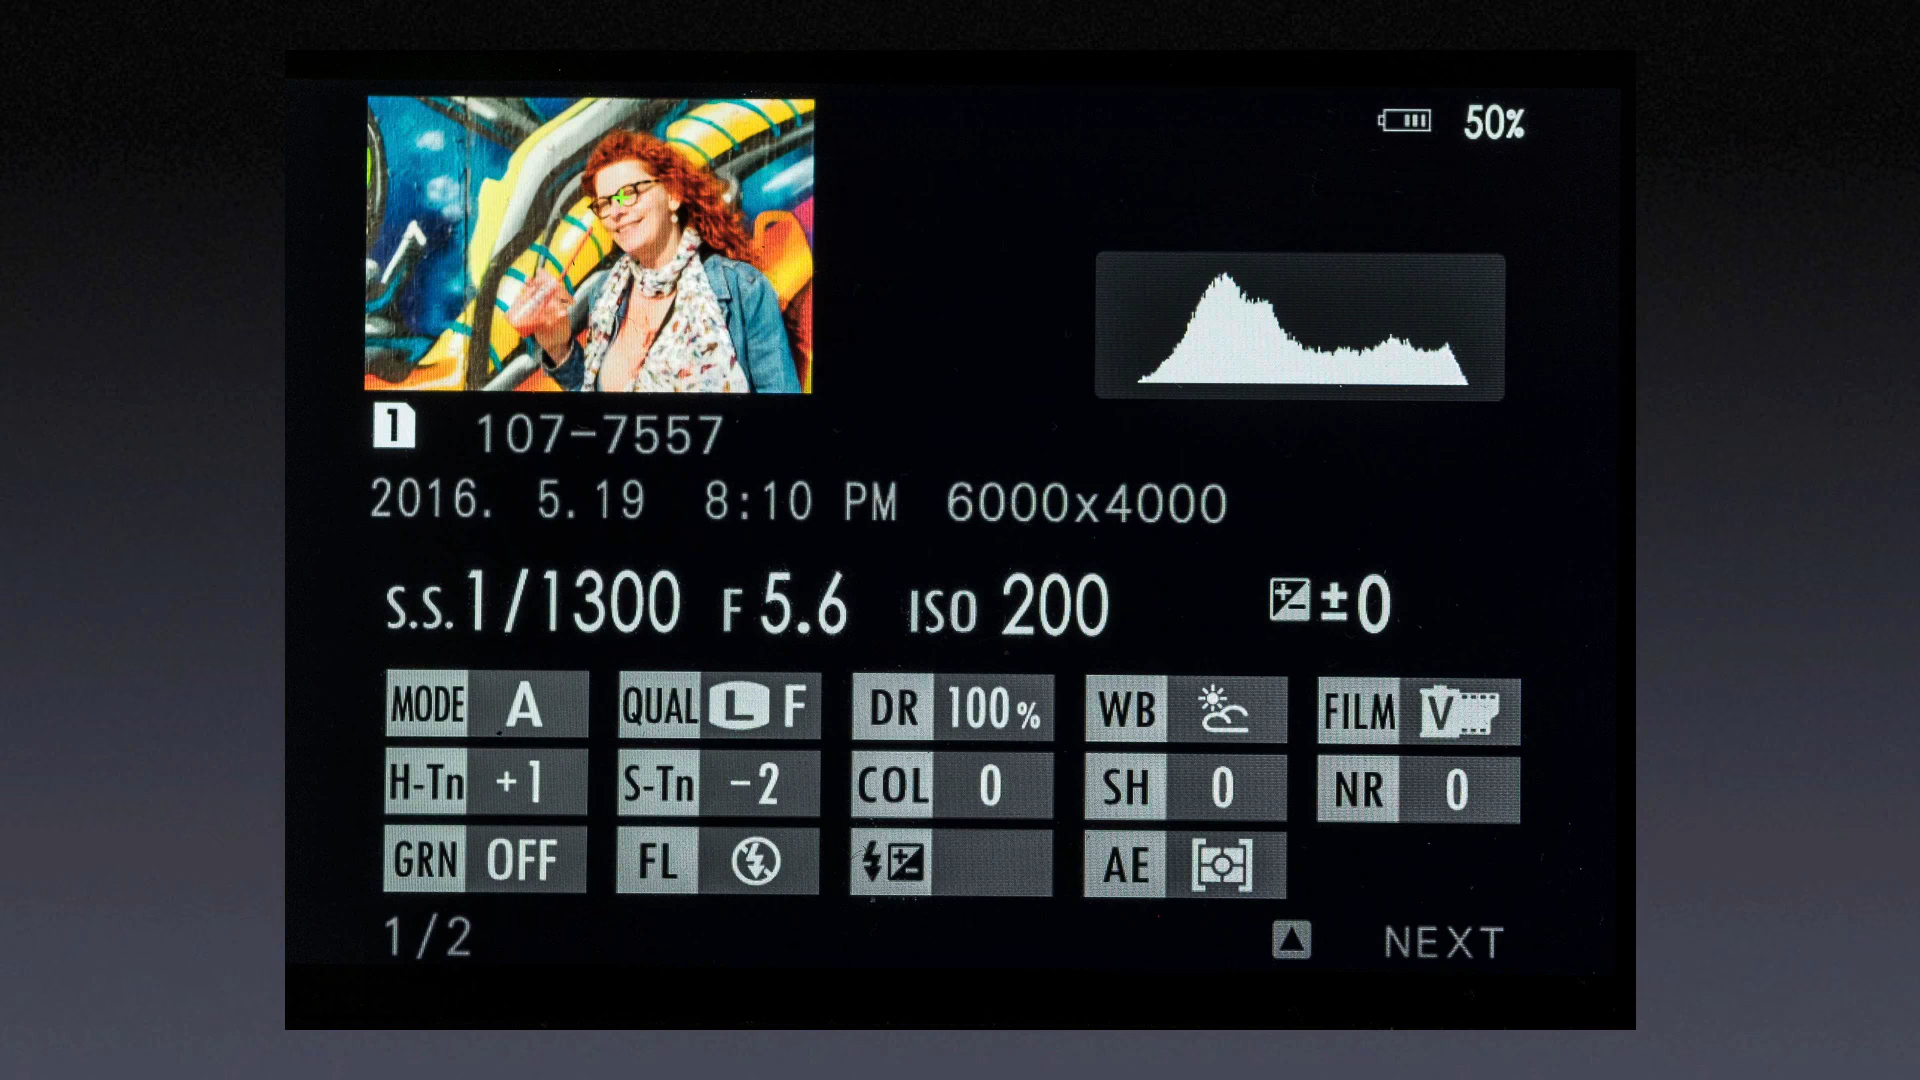 50%
1 107-7557
2016. 5.19 8:10 PM 6000x4000
S.S. 1/1300 F 5.6 ISO 200 ±0
MODE A QUAL L F DR 100% WB FILM V
H-Tn +1 S-Tn -2 COL 0 SH 0 NR 0
GRN OFF FL AE
1/2 NEXT